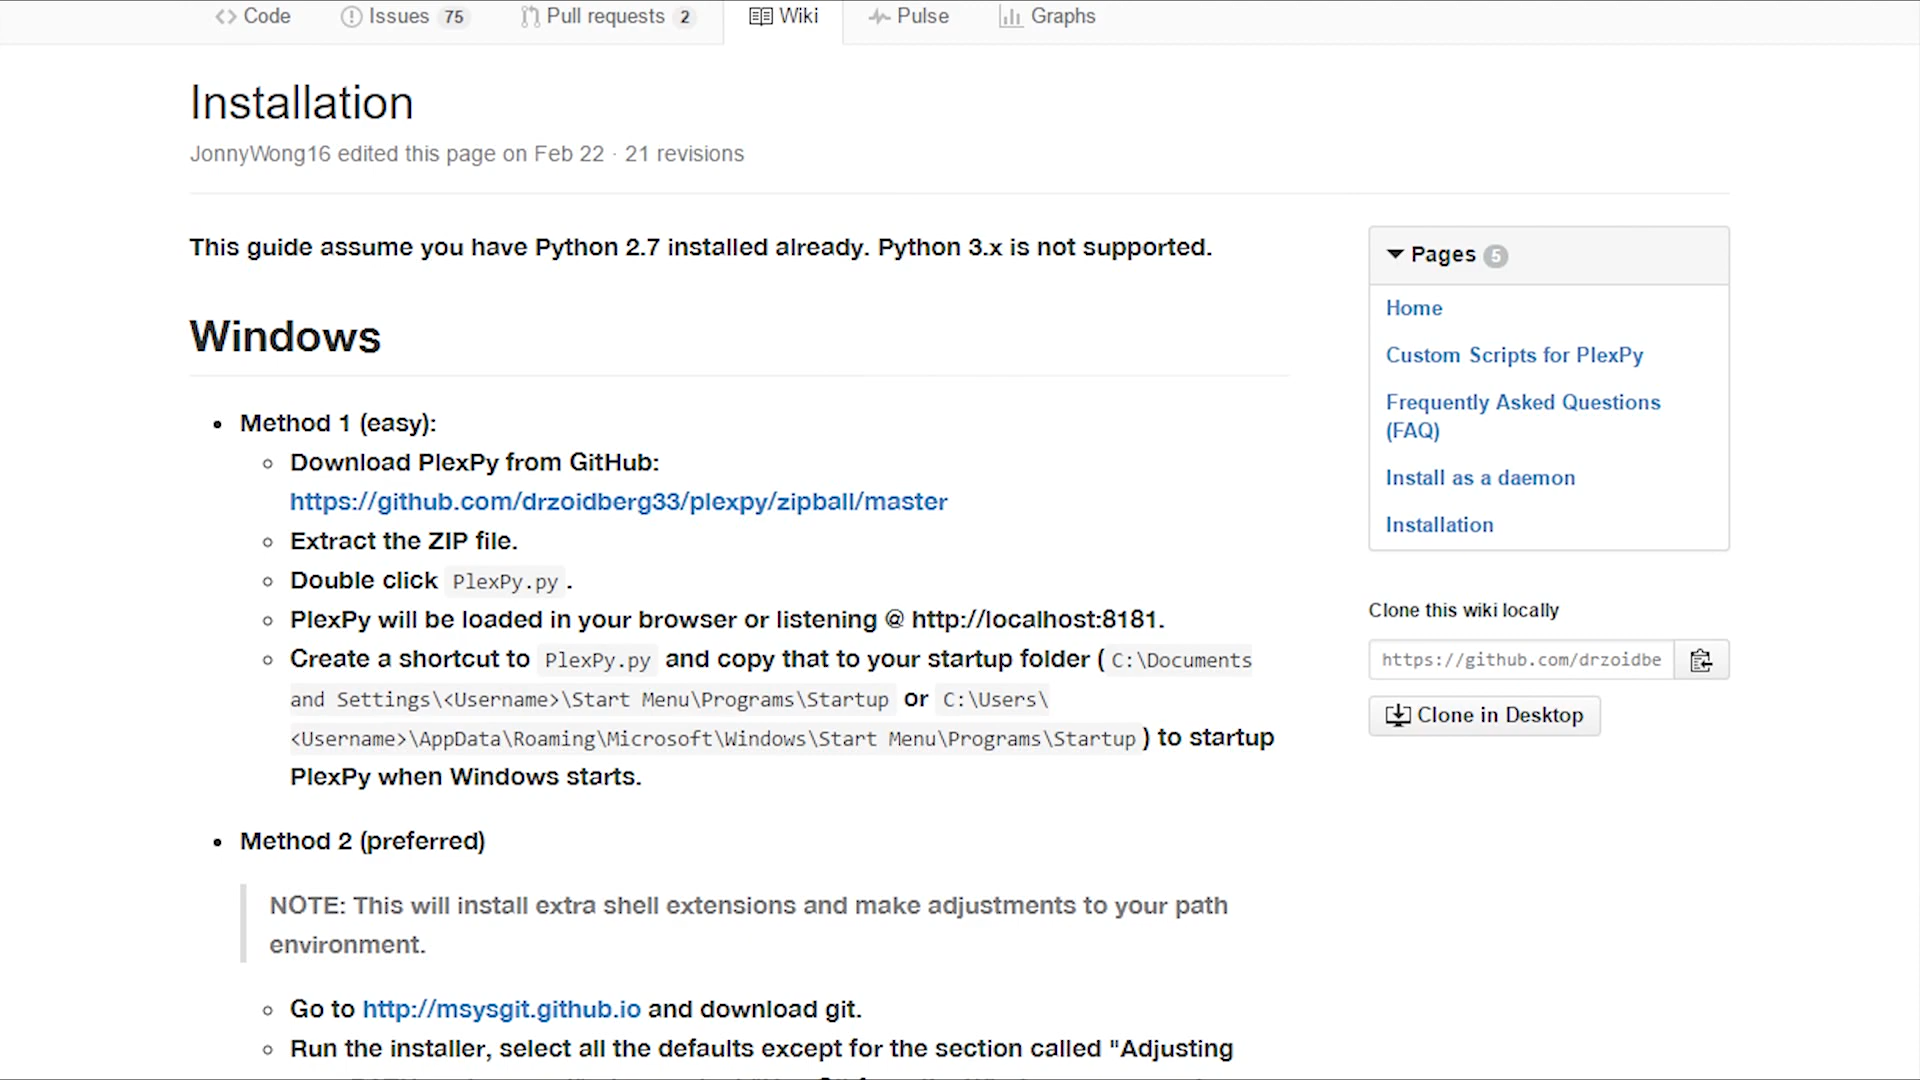 Code Issues 75 Pull requests 2 Wiki Pulse Graphs
Installation
JonnyWong16 edited this page on Feb 22 · 21 revisions
This guide assume you have Python 2.7 installed already. Python 3.x is not supported.
Windows
• Method 1 (easy):
Download PlexPy from GitHub:
https://github.com/drzoidberg33/plexpy/zipball/master
Extract the ZIP file.
Double click PlexPy.py .
PlexPy will be loaded in your browser or listening @ http://localhost:8181.
Create a shortcut to PlexPy.py and copy that to your startup folder ( C:\Documents
and Settings\<Username>\Start Menu\Programs\Startup or C:\Users\
<Username>\AppData\Roaming\Microsoft\Windows\Start Menu\Programs\Startup ) to startup
PlexPy when Windows starts.
• Method 2 (preferred)
NOTE: This will install extra shell extensions and make adjustments to your path
environment.
Go to http://msysgit.github.io and download git.
Run the installer, select all the defaults except for the section called "Adjusting
Pages 5
Home
Custom Scripts for PlexPy
Frequently Asked Questions
(FAQ)
Install as a daemon
Installation
Clone this wiki locally
https://github.com/drzoidbe
Clone in Desktop